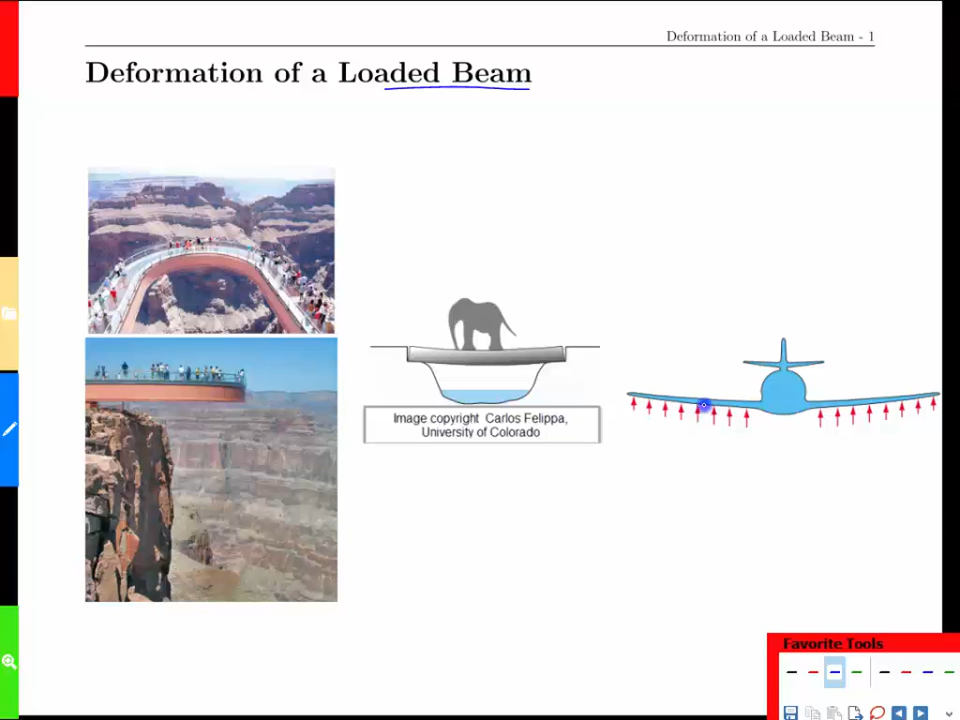 Deformation of a Loaded Beam - 1
Deformation of a Loaded Beam
Image copyright Carlos Felippa,
University of Colorado
Favorite Tools